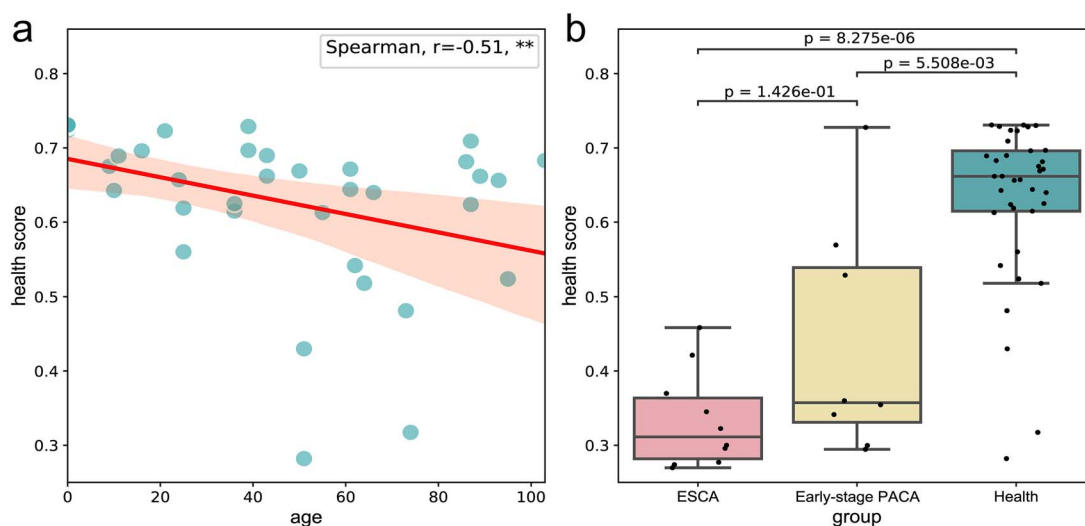 a
Spearman, r=-0.51, **
0.8
0.7
0.6
0.5
0.4
0.3
health score
0 20 40 60 80 100
age
b
p = 8.275e-06
p = 5.508e-03
p = 1.426e-01
0.8
0.7
0.6
0.5
0.4
0.3
health score
ESCA Early-stage PACA Health
group